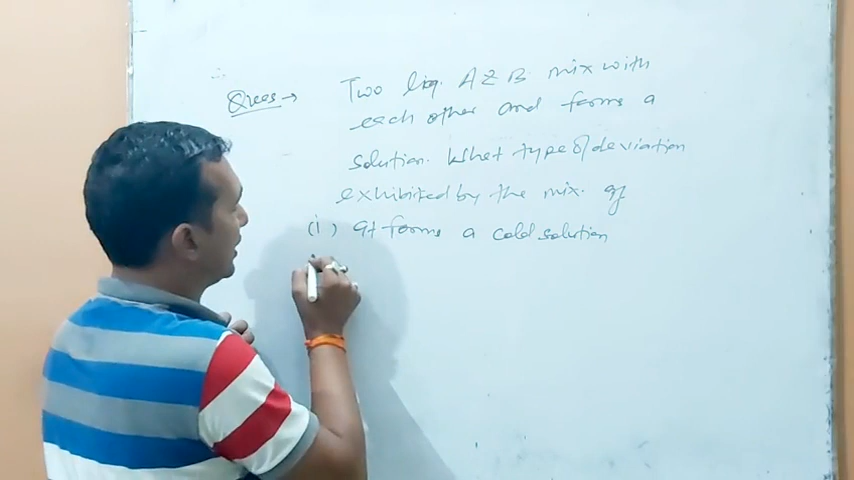 Ques → Two liq. A & B mix with
each other and forms a
solution. What type of deviation
exhibited by the mix. if
(i) It forms a cold solution